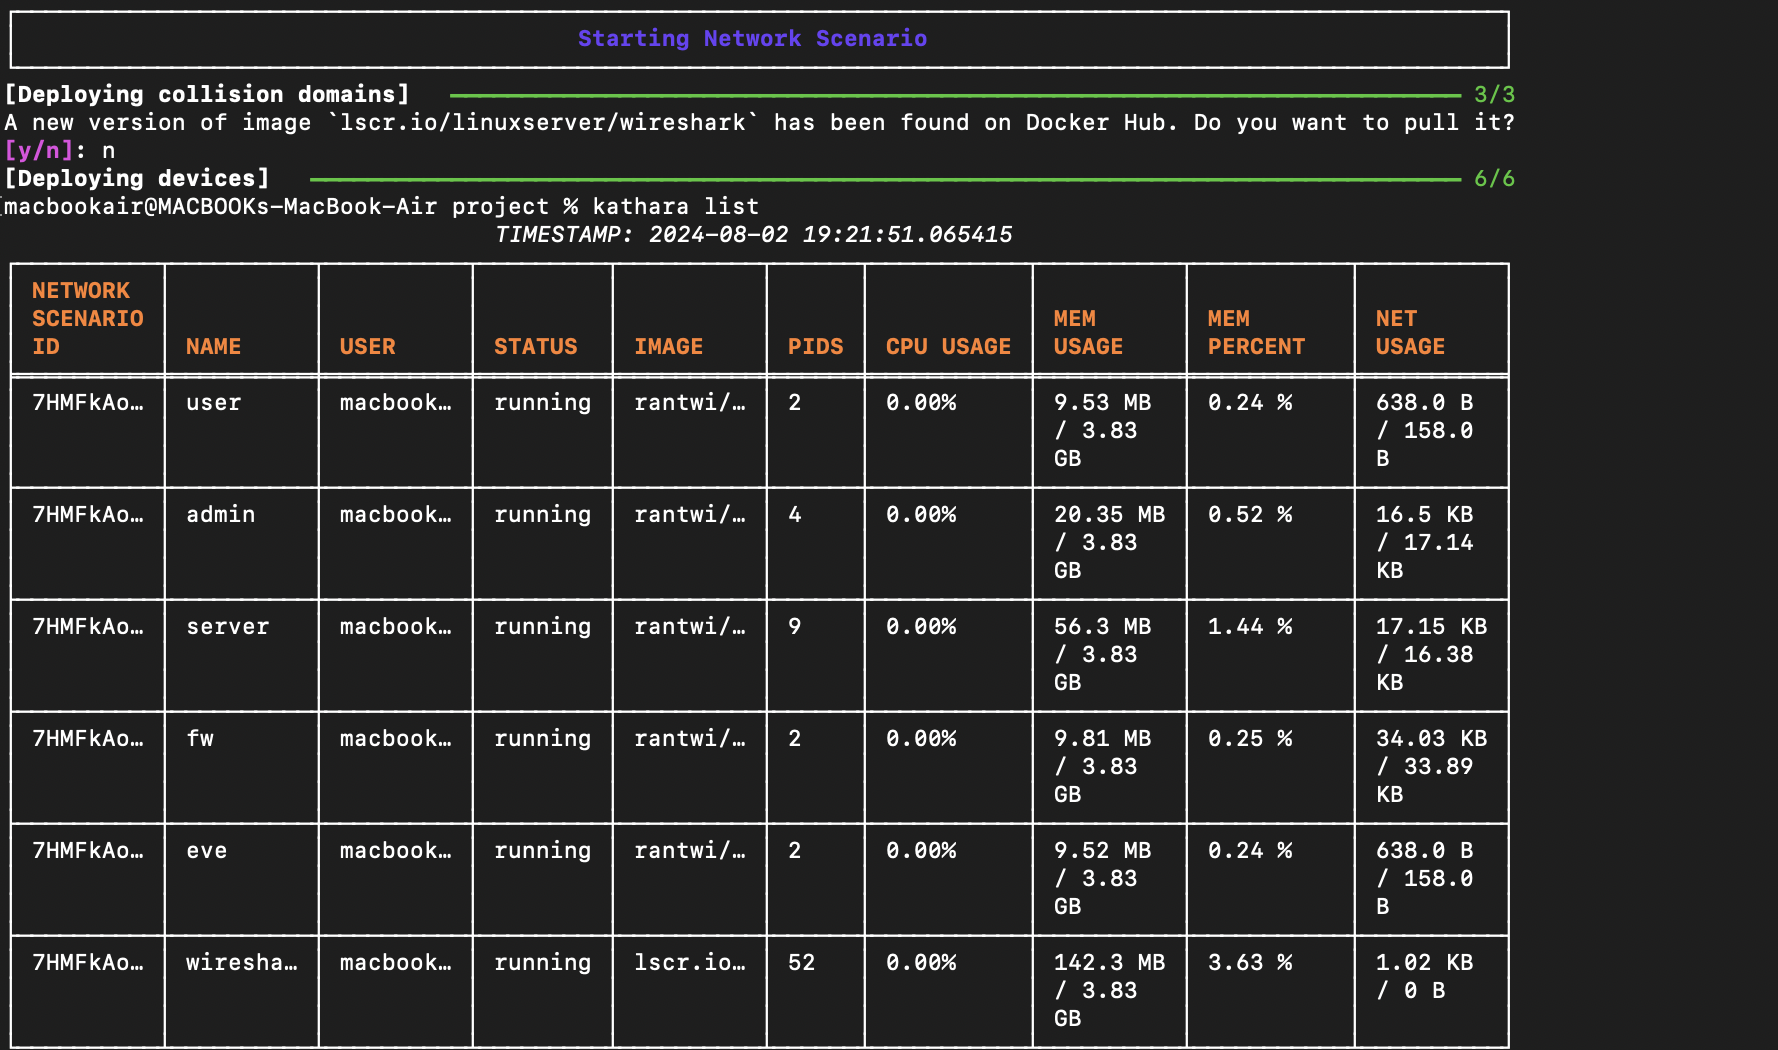 Starting Network Scenario
[Deploying collision domains] 3/3
A new version of image `lscr.io/linuxserver/wireshark` has been found on Docker Hub. Do you want to pull it?
[y/n]: n
[Deploying devices] 6/6
macbookair@MACBOOKs-MacBook-Air project % kathara list
TIMESTAMP: 2024-08-02 19:21:51.065415
NETWORK
SCENARIO MEM MEM NET
ID NAME USER STATUS IMAGE PIDS CPU USAGE USAGE PERCENT USAGE
7HMFkAo… user macbook… running rantwi/… 2 0.00% 9.53 MB 0.24 % 638.0 B
/ 3.83 / 158.0
GB B
7HMFkAo… admin macbook… running rantwi/… 4 0.00% 20.35 MB 0.52 % 16.5 KB
/ 3.83 / 17.14
GB KB
7HMFkAo… server macbook… running rantwi/… 9 0.00% 56.3 MB 1.44 % 17.15 KB
/ 3.83 / 16.38
GB KB
7HMFkAo… fw macbook… running rantwi/… 2 0.00% 9.81 MB 0.25 % 34.03 KB
/ 3.83 / 33.89
GB KB
7HMFkAo… eve macbook… running rantwi/… 2 0.00% 9.52 MB 0.24 % 638.0 B
/ 3.83 / 158.0
GB B
7HMFkAo… wiresha… macbook… running lscr.io… 52 0.00% 142.3 MB 3.63 % 1.02 KB
/ 3.83 / 0 B
GB